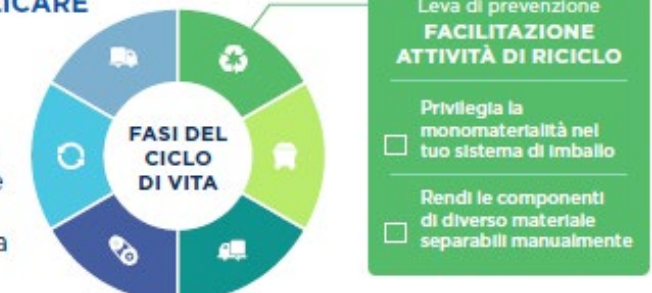 ICARE
e
a
FASI DEL
CICLO
DI VITA
Leva di prevenzione
FACILITAZIONE
ATTIVITÀ DI RICICLO
Privilegia la
monomaterialità nel
tuo sistema di imballo
Rendi le componenti
di diverso materiale
separabili manualmente